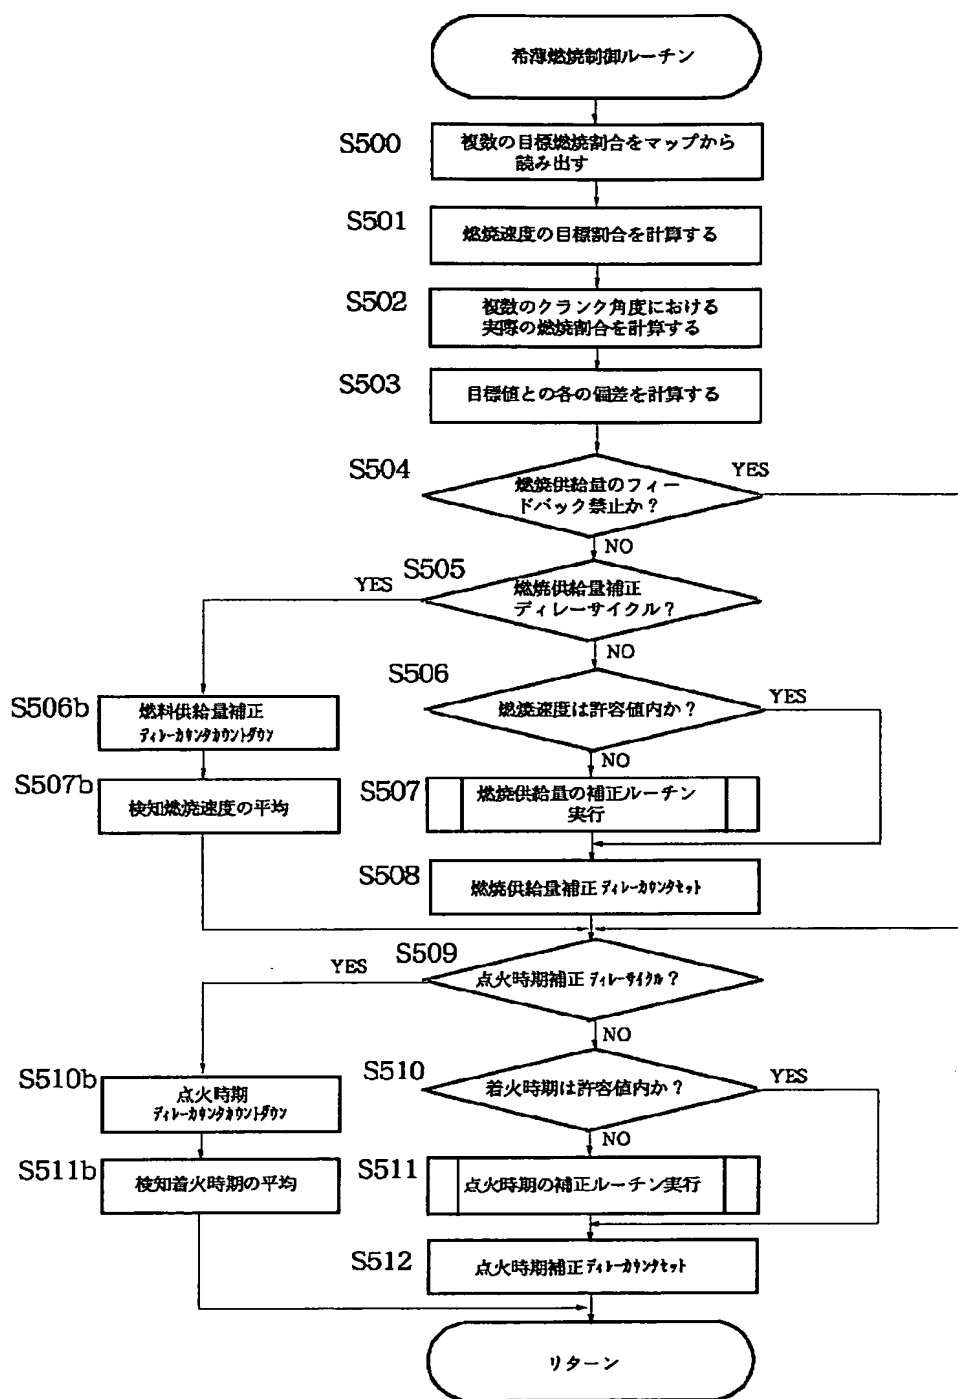 希薄燃焼制御ルーチン
S500
複数の目標燃焼割合をマップから
読み出す
S501
燃焼速度の目標割合を計算する
S502
複数のクランク角度における
実際の燃焼割合を計算する
S503
目標値との各の偏差を計算する
S504
燃焼供給量のフィー
ドバック禁止か？
YES
NO
S505
燃焼供給量補正
ディレーサイクル？
YES
NO
S506
燃焼速度は許容値内か？
YES
NO
S506b
燃料供給量補正
ディレーカウンタカウントダウン
S507b
検知燃焼速度の平均
S507
燃焼供給量の補正ルーチン
実行
S508
燃焼供給量補正ディレーカウンタセット
S509
点火時期補正ディレーサイクル？
YES
NO
S510
着火時期は許容値内か？
YES
NO
S510b
点火時期
ディレーカウンタカウントダウン
S511b
検知着火時期の平均
S511
点火時期の補正ルーチン実行
S512
点火時期補正ディレーカウンタセット
リターン